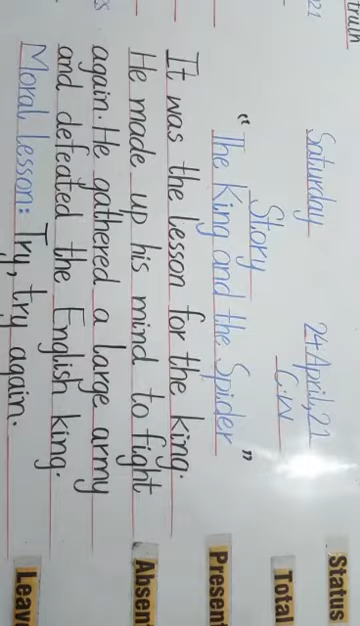 Saturday 24 April, 21
C.W
Story
"The King and the Spider"
It was the lesson for the king.
He made up his mind to fight
again. He gathered a large army
and defeated the English king.
Moral Lesson: Try, try again.
Status
Total
Present
Absen
Leav